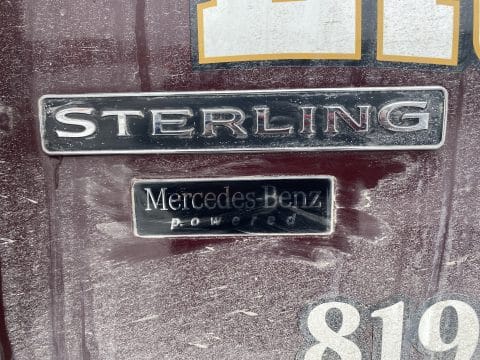 STERLING
Mercedes-Benz
powered
819